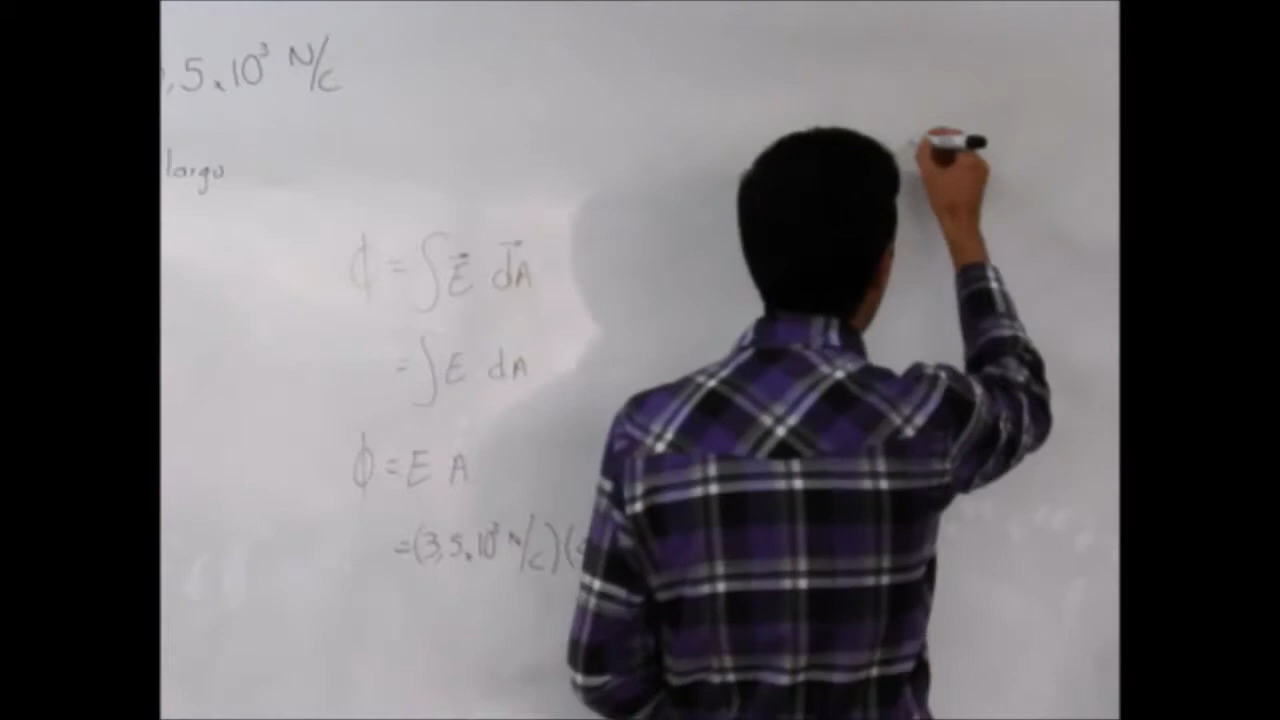 ,5x10³ N/C
largo
ϕ = ∫ E⃗ dA⃗
= ∫ E dA
ϕ = E A
= (3,5x10³ N/C) (